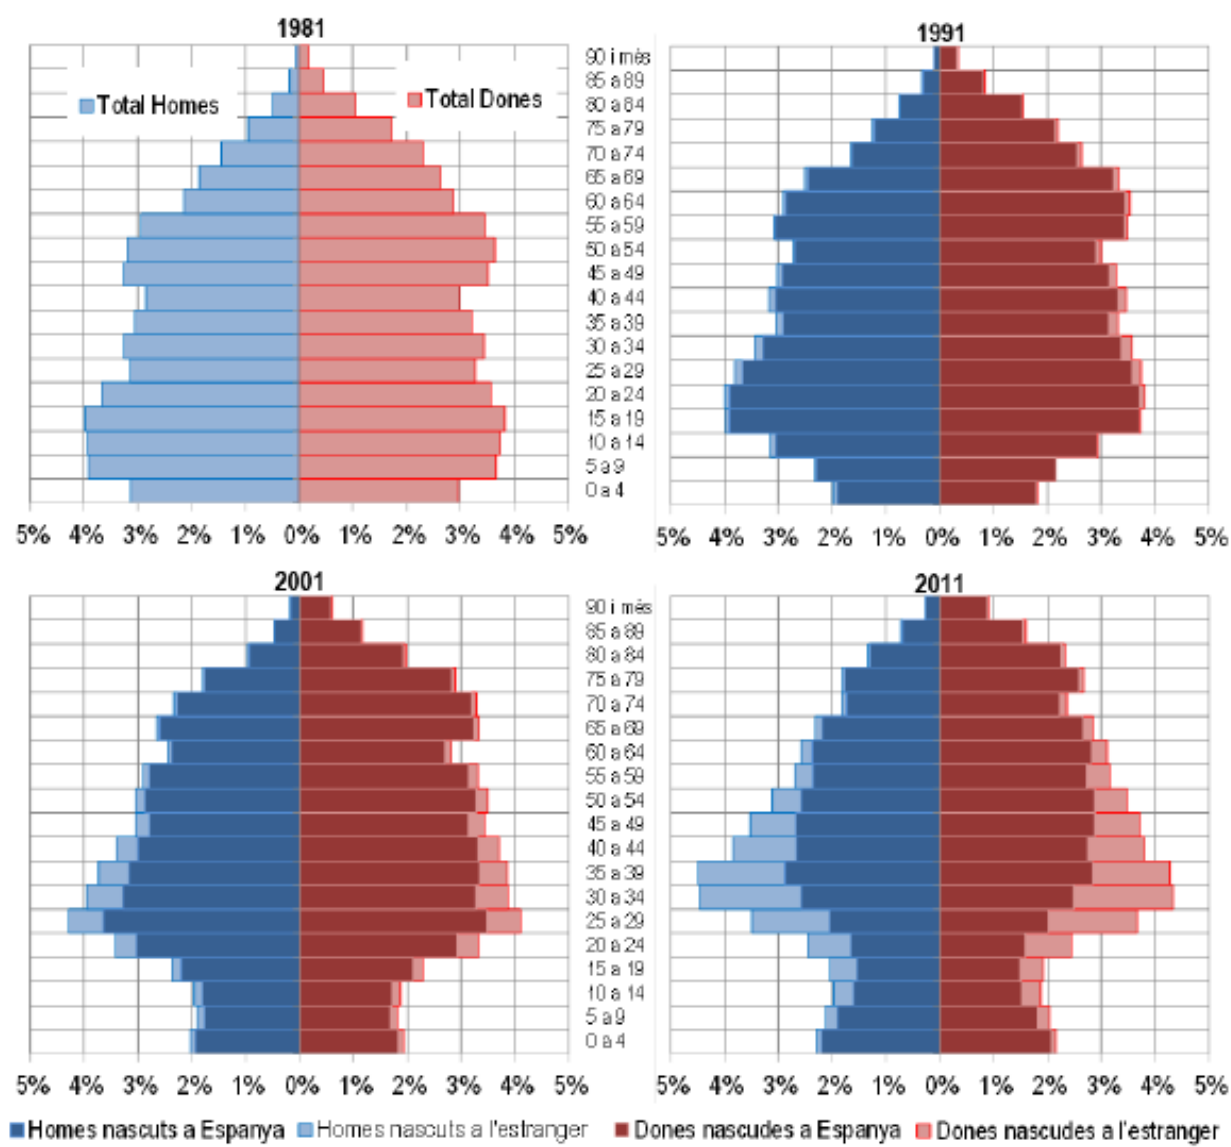 1981
1991
Total Homes
Total Dones
90 i més
85 a 89
80 a 84
75 a 79
70 a 74
65 a 69
60 a 64
55 a 59
50 a 54
45 a 49
40 a 44
35 a 39
30 a 34
25 a 29
20 a 24
15 a 19
10 a 14
5 a 9
0 a 4
5% 4% 3% 2% 1% 0% 1% 2% 3% 4% 5%
5% 4% 3% 2% 1% 0% 1% 2% 3% 4% 5%
2001
2011
90 i més
85 a 89
80 a 84
75 a 79
70 a 74
65 a 69
60 a 64
55 a 59
50 a 54
45 a 49
40 a 44
35 a 39
30 a 34
25 a 29
20 a 24
15 a 19
10 a 14
5 a 9
0 a 4
5% 4% 3% 2% 1% 0% 1% 2% 3% 4% 5%
5% 4% 3% 2% 1% 0% 1% 2% 3% 4% 5%
Homes nascuts a Espanya Homes nascuts a l'estranger Dones nascudes a Espanya Dones nascudes a l'estranger